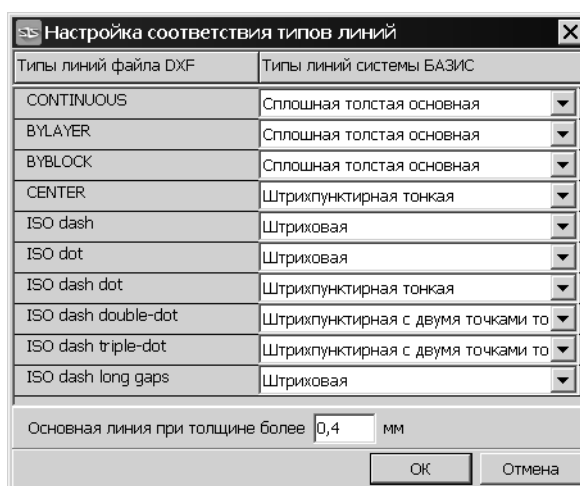 Настройка соответствия типов линий
Типы линий файла DXF Типы линий системы БАЗИС
CONTINUOUS Сплошная толстая основная
BYLAYER Сплошная толстая основная
BYBLOCK Сплошная толстая основная
CENTER Штрихпунктирная тонкая
ISO dash Штриховая
ISO dot Штриховая
ISO dash dot Штрихпунктирная тонкая
ISO dash double-dot Штрихпунктирная с двумя точками то
ISO dash triple-dot Штрихпунктирная с двумя точками то
ISO dash long gaps Штриховая
Основная линия при толщине более 0,4 мм
ОК Отмена